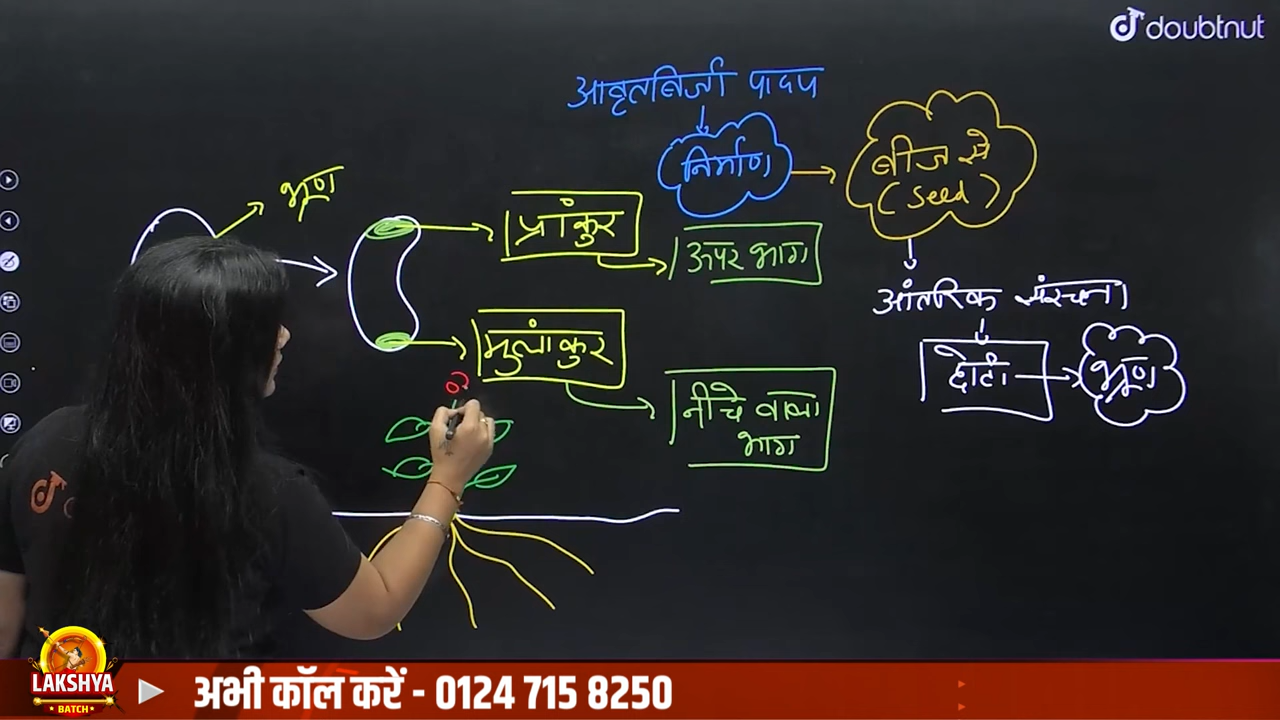 doubtnut
आवृतबिजी पादप
निर्माण
बीज से
(Seed)
भ्रूण
प्रांकुर
ऊपर भाग
आंतरिक संरचना
मुलांकुर
छोटी
भ्रूण
नीचे वाला
भाग
LAKSHYA
BATCH
अभी कॉल करें - 0124 715 8250